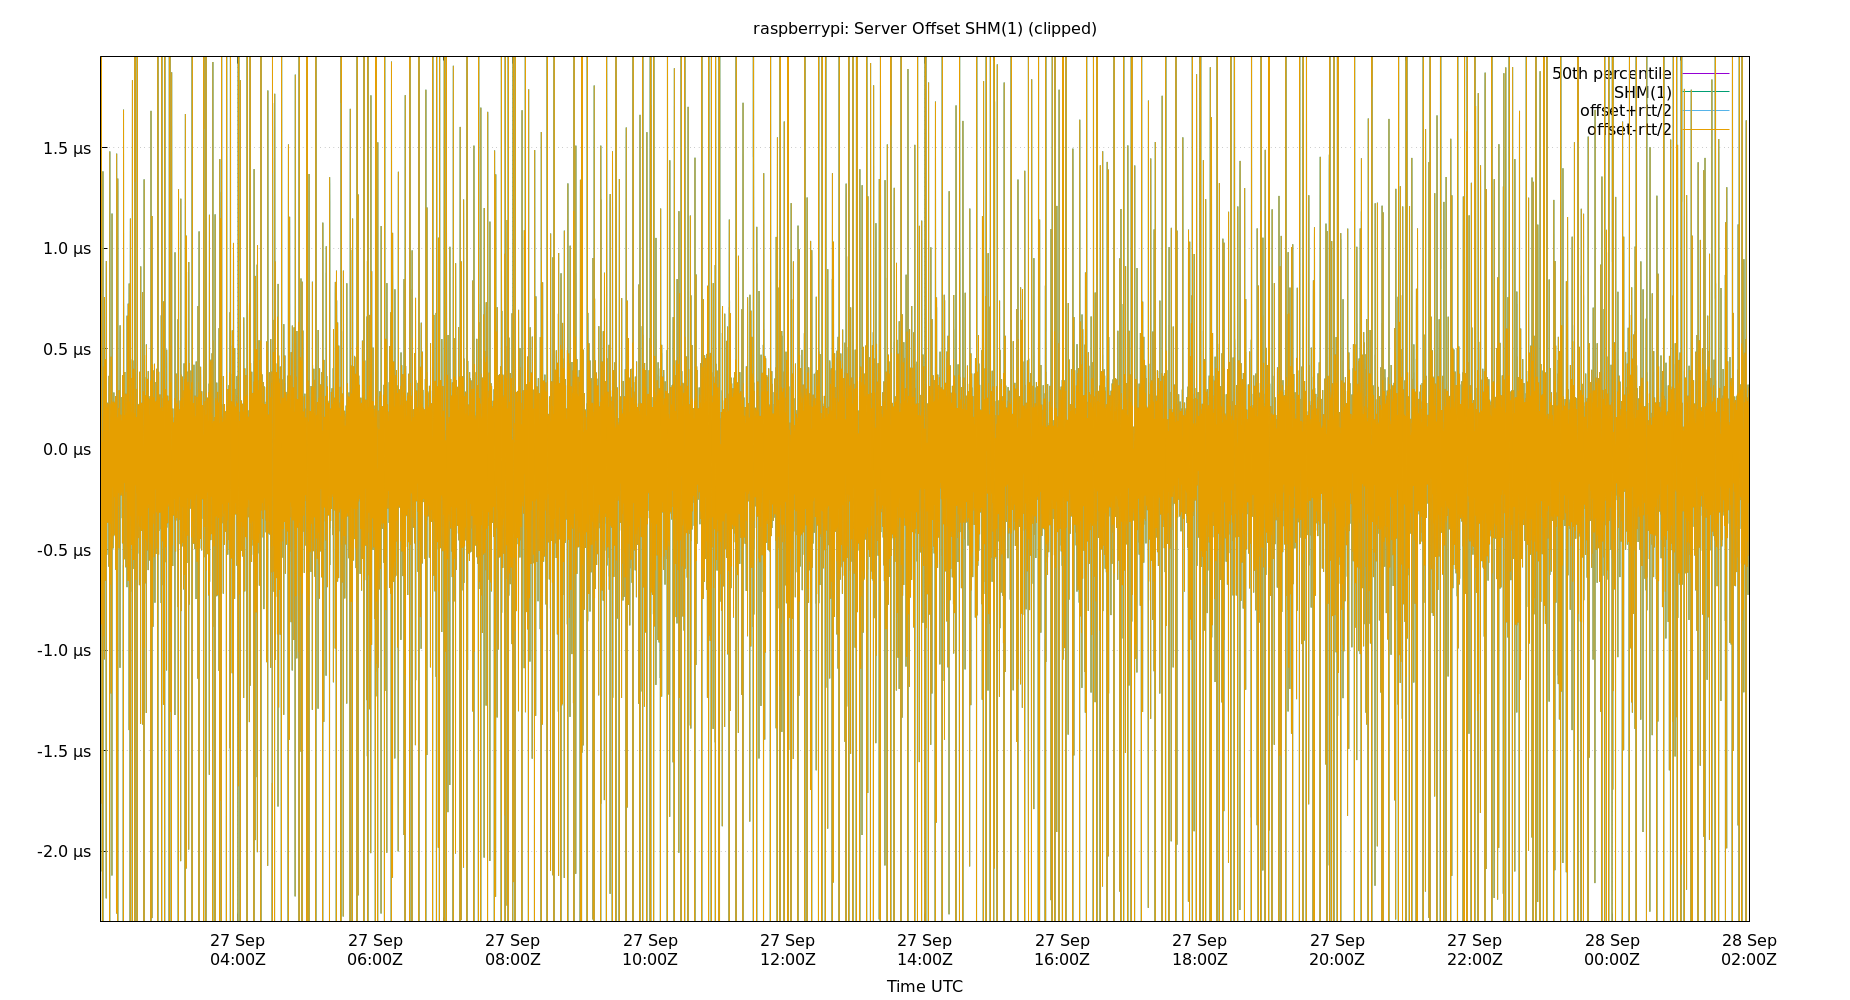 raspberrypi: Server Offset SHM(1) (clipped)
50th percentile
SHM(1)
offset+rtt/2
offset-rtt/2
1.5 µs
1.0 µs
0.5 µs
0.0 µs
-0.5 µs
-1.0 µs
-1.5 µs
-2.0 µs
27 Sep 27 Sep 27 Sep 27 Sep 27 Sep 27 Sep 27 Sep 27 Sep 27 Sep 27 Sep 28 Sep 28 Sep
04:00Z 06:00Z 08:00Z 10:00Z 12:00Z 14:00Z 16:00Z 18:00Z 20:00Z 22:00Z 00:00Z 02:00Z
Time UTC